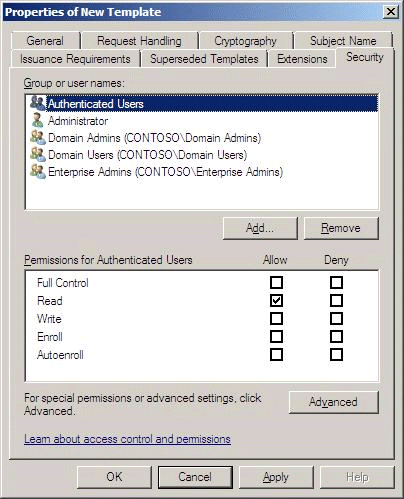 Properties of New Template
General Request Handling Cryptography Subject Name
Issuance Requirements Superseded Templates Extensions Security
Group or user names:
Authenticated Users
Administrator
Domain Admins (CONTOSO\Domain Admins)
Domain Users (CONTOSO\Domain Users)
Enterprise Admins (CONTOSO\Enterprise Admins)
Add... Remove
Permissions for Authenticated Users Allow Deny
Full Control
Read
Write
Enroll
Autoenroll
For special permissions or advanced settings, click
Advanced.
Advanced
Learn about access control and permissions
OK Cancel Apply Help